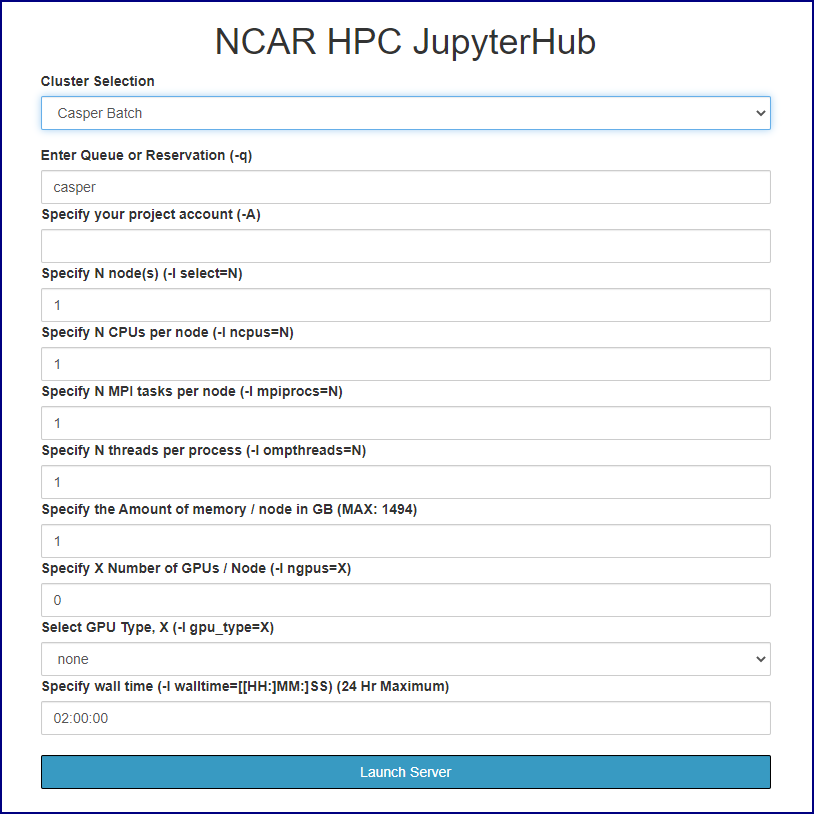 NCAR HPC JupyterHub
Cluster Selection
Casper Batch
Enter Queue or Reservation (-q)
casper
Specify your project account (-A)
Specify N node(s) (-l select=N)
1
Specify N CPUs per node (-l ncpus=N)
1
Specify N MPI tasks per node (-l mpiprocs=N)
1
Specify N threads per process (-l ompthreads=N)
1
Specify the Amount of memory / node in GB (MAX: 1494)
1
Specify X Number of GPUs / Node (-l ngpus=X)
0
Select GPU Type, X (-l gpu_type=X)
none
Specify wall time (-l walltime=[[HH:]MM:]SS) (24 Hr Maximum)
02:00:00
Launch Server